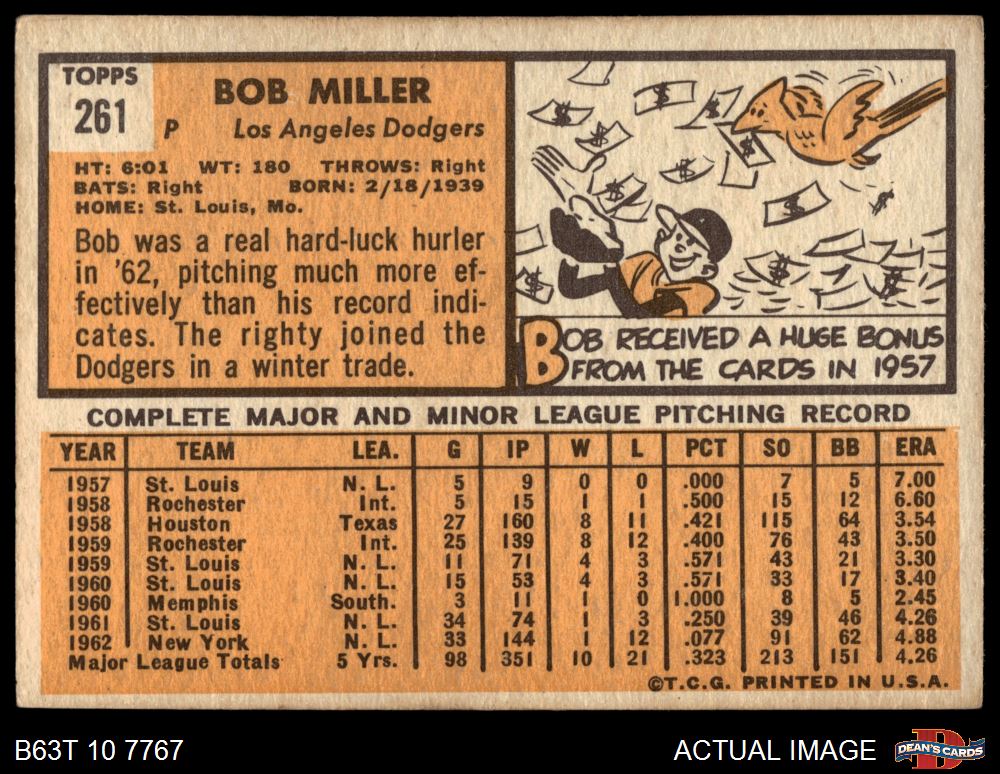 TOPPS
261
BOB MILLER
P Los Angeles Dodgers
HT: 6:01 WT: 180 THROWS: Right
BATS: Right BORN: 2/18/1939
HOME: St. Louis, Mo.
Bob was a real hard-luck hurler
in '62, pitching much more ef-
fectively than his record indi-
cates. The righty joined the
Dodgers in a winter trade.
BOB RECEIVED A HUGE BONUS
FROM THE CARDS IN 1957
COMPLETE MAJOR AND MINOR LEAGUE PITCHING RECORD
YEAR TEAM LEA. G IP W L PCT SO BB ERA
1957 St. Louis N. L. 5 9 0 0 .000 7 5 7.00
1958 Rochester Int. 5 15 1 1 .500 15 12 6.60
1958 Houston Texas 27 160 8 11 .421 115 64 3.54
1959 Rochester Int. 25 139 8 12 .400 76 43 3.50
1959 St. Louis N. L. 11 71 4 3 .571 43 21 3.30
1960 St. Louis N. L. 15 53 4 3 .571 33 17 3.40
1960 Memphis South. 3 11 1 0 1.000 8 5 2.45
1961 St. Louis N. L. 34 74 1 3 .250 39 46 4.26
1962 New York N. L. 33 144 1 12 .077 91 62 4.88
Major League Totals 5 Yrs. 98 351 10 21 .323 213 151 4.26
©T.C.G. PRINTED IN U.S.A.
B63T 10 7767
ACTUAL IMAGE
DEAN'S CARDS